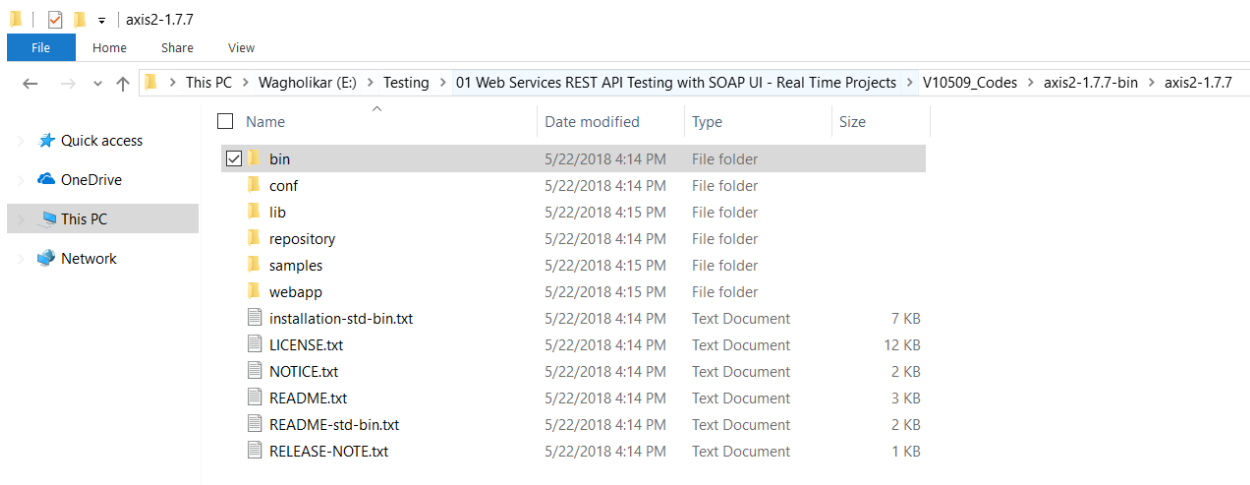 axis2-1.7.7
File Home Share View
This PC > Wagholikar (E:) > Testing > 01 Web Services REST API Testing with SOAP UI - Real Time Projects > V10509_Codes > axis2-1.7.7-bin > axis2-1.7.7
Name Date modified Type Size
Quick access
OneDrive
This PC
Network
bin 5/22/2018 4:14 PM File folder
conf 5/22/2018 4:14 PM File folder
lib 5/22/2018 4:15 PM File folder
repository 5/22/2018 4:14 PM File folder
samples 5/22/2018 4:15 PM File folder
webapp 5/22/2018 4:15 PM File folder
installation-std-bin.txt 5/22/2018 4:14 PM Text Document 7 KB
LICENSE.txt 5/22/2018 4:14 PM Text Document 12 KB
NOTICE.txt 5/22/2018 4:14 PM Text Document 2 KB
README.txt 5/22/2018 4:14 PM Text Document 3 KB
README-std-bin.txt 5/22/2018 4:14 PM Text Document 2 KB
RELEASE-NOTE.txt 5/22/2018 4:14 PM Text Document 1 KB